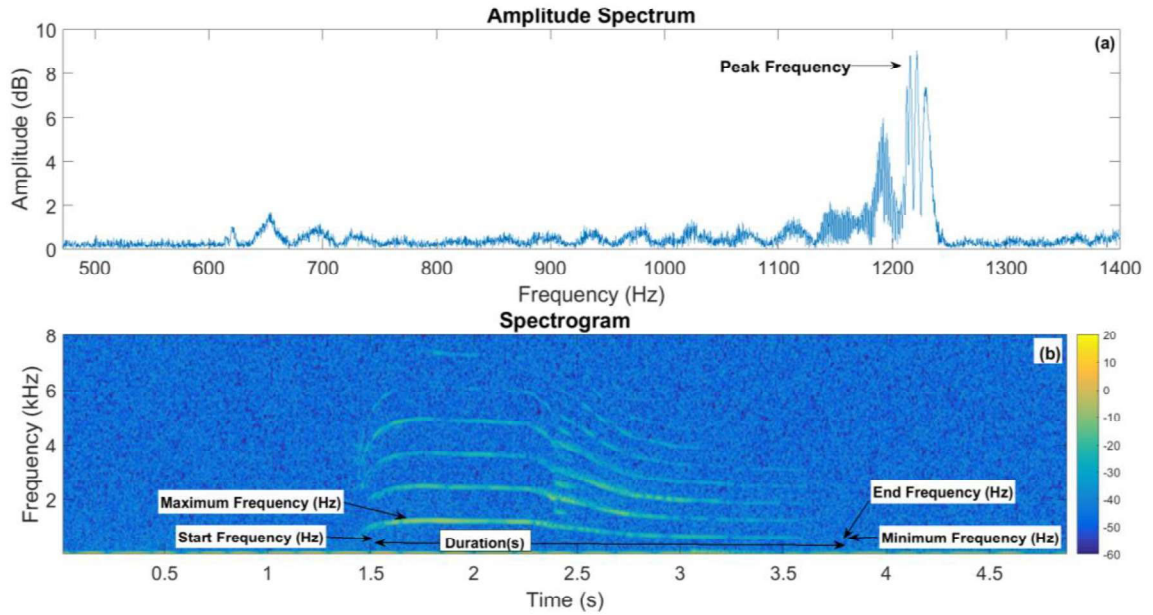 Amplitude Spectrum
10
8
6
4
2
0
Amplitude (dB)
(a)
Peak Frequency
500 600 700 800 900 1000 1100 1200 1300 1400
Frequency (Hz)
Spectrogram
8
6
4
2
Frequency (kHz)
(b)
Maximum Frequency (Hz)
Start Frequency (Hz)
Duration(s)
End Frequency (Hz)
Minimum Frequency (Hz)
20
10
0
-10
-20
-30
-40
-50
-60
0.5 1 1.5 2 2.5 3 3.5 4 4.5
Time (s)